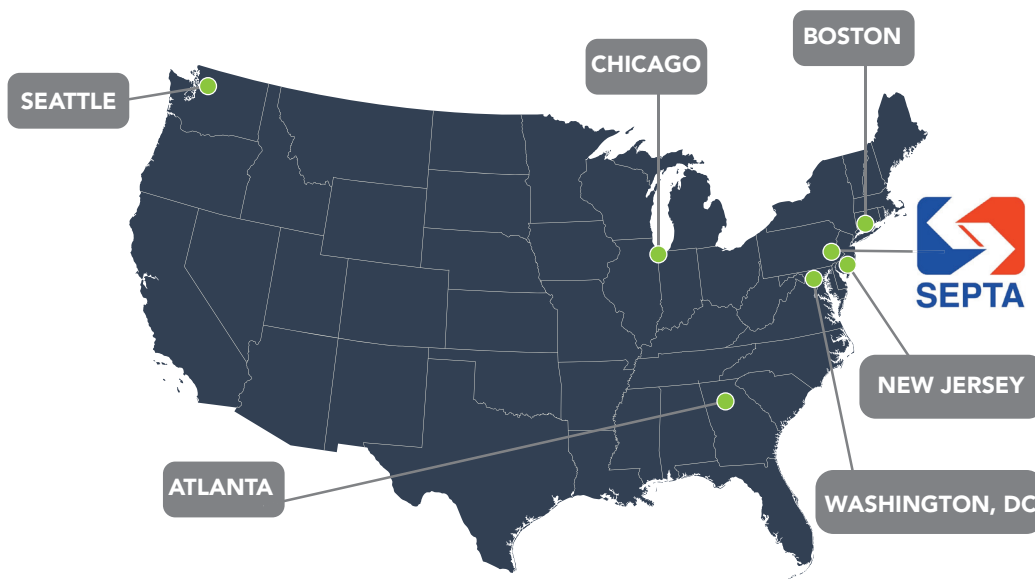 BOSTON
CHICAGO
SEATTLE
SEPTA
NEW JERSEY
ATLANTA
WASHINGTON, DC